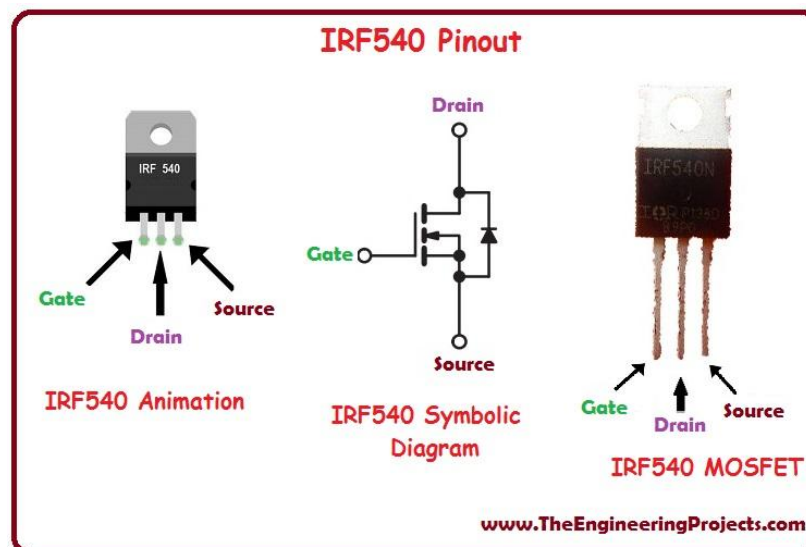 IRF540 Pinout
IRF 540
Gate
Drain
Source
IRF540 Animation
Drain
Gate
Source
IRF540 Symbolic
Diagram
IRF540N
Gate
Drain
Source
IRF540 MOSFET
www.TheEngineeringProjects.com